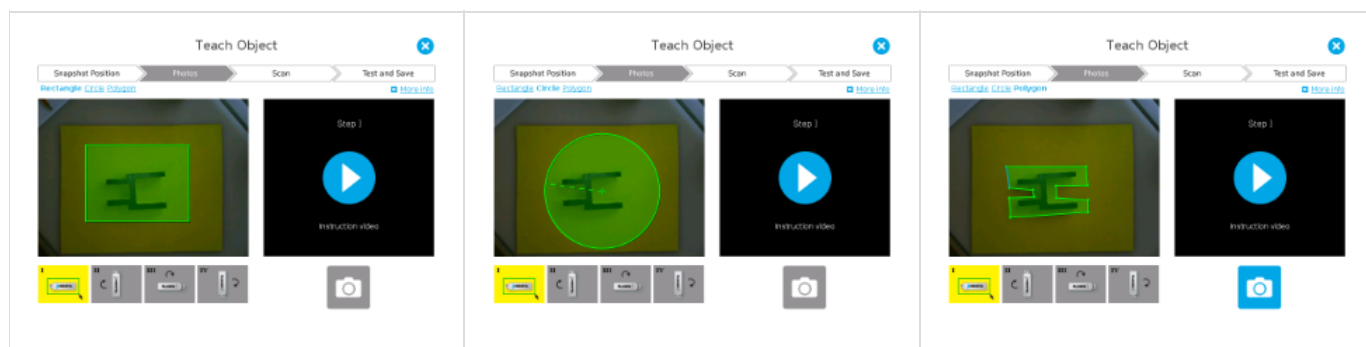 Teach Object
Snapshot Position Photos Scan Test and Save
Rectangle Circle Polygon More info
Step 1
Instruction video
I II III IV
Teach Object
Snapshot Position Photos Scan Test and Save
Rectangle Circle Polygon More info
Step 1
Instruction video
I II III IV
Teach Object
Snapshot Position Photos Scan Test and Save
Rectangle Circle Polygon More info
Step 1
Instruction video
I II III IV